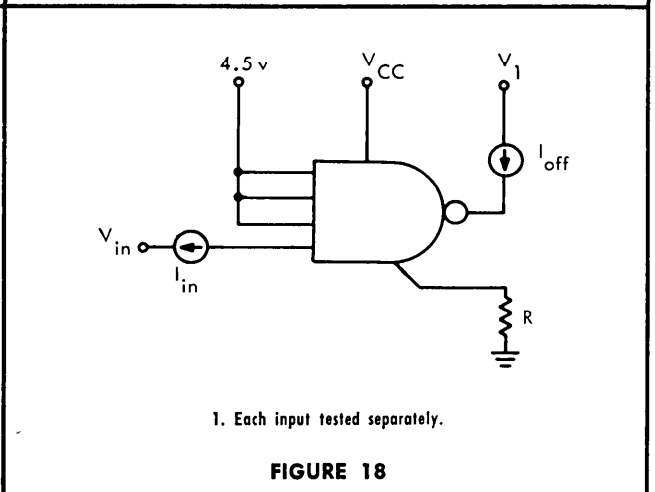 4.5 v
V CC
V 1
I off
V in
I in
R
1. Each input tested separately.
FIGURE 18